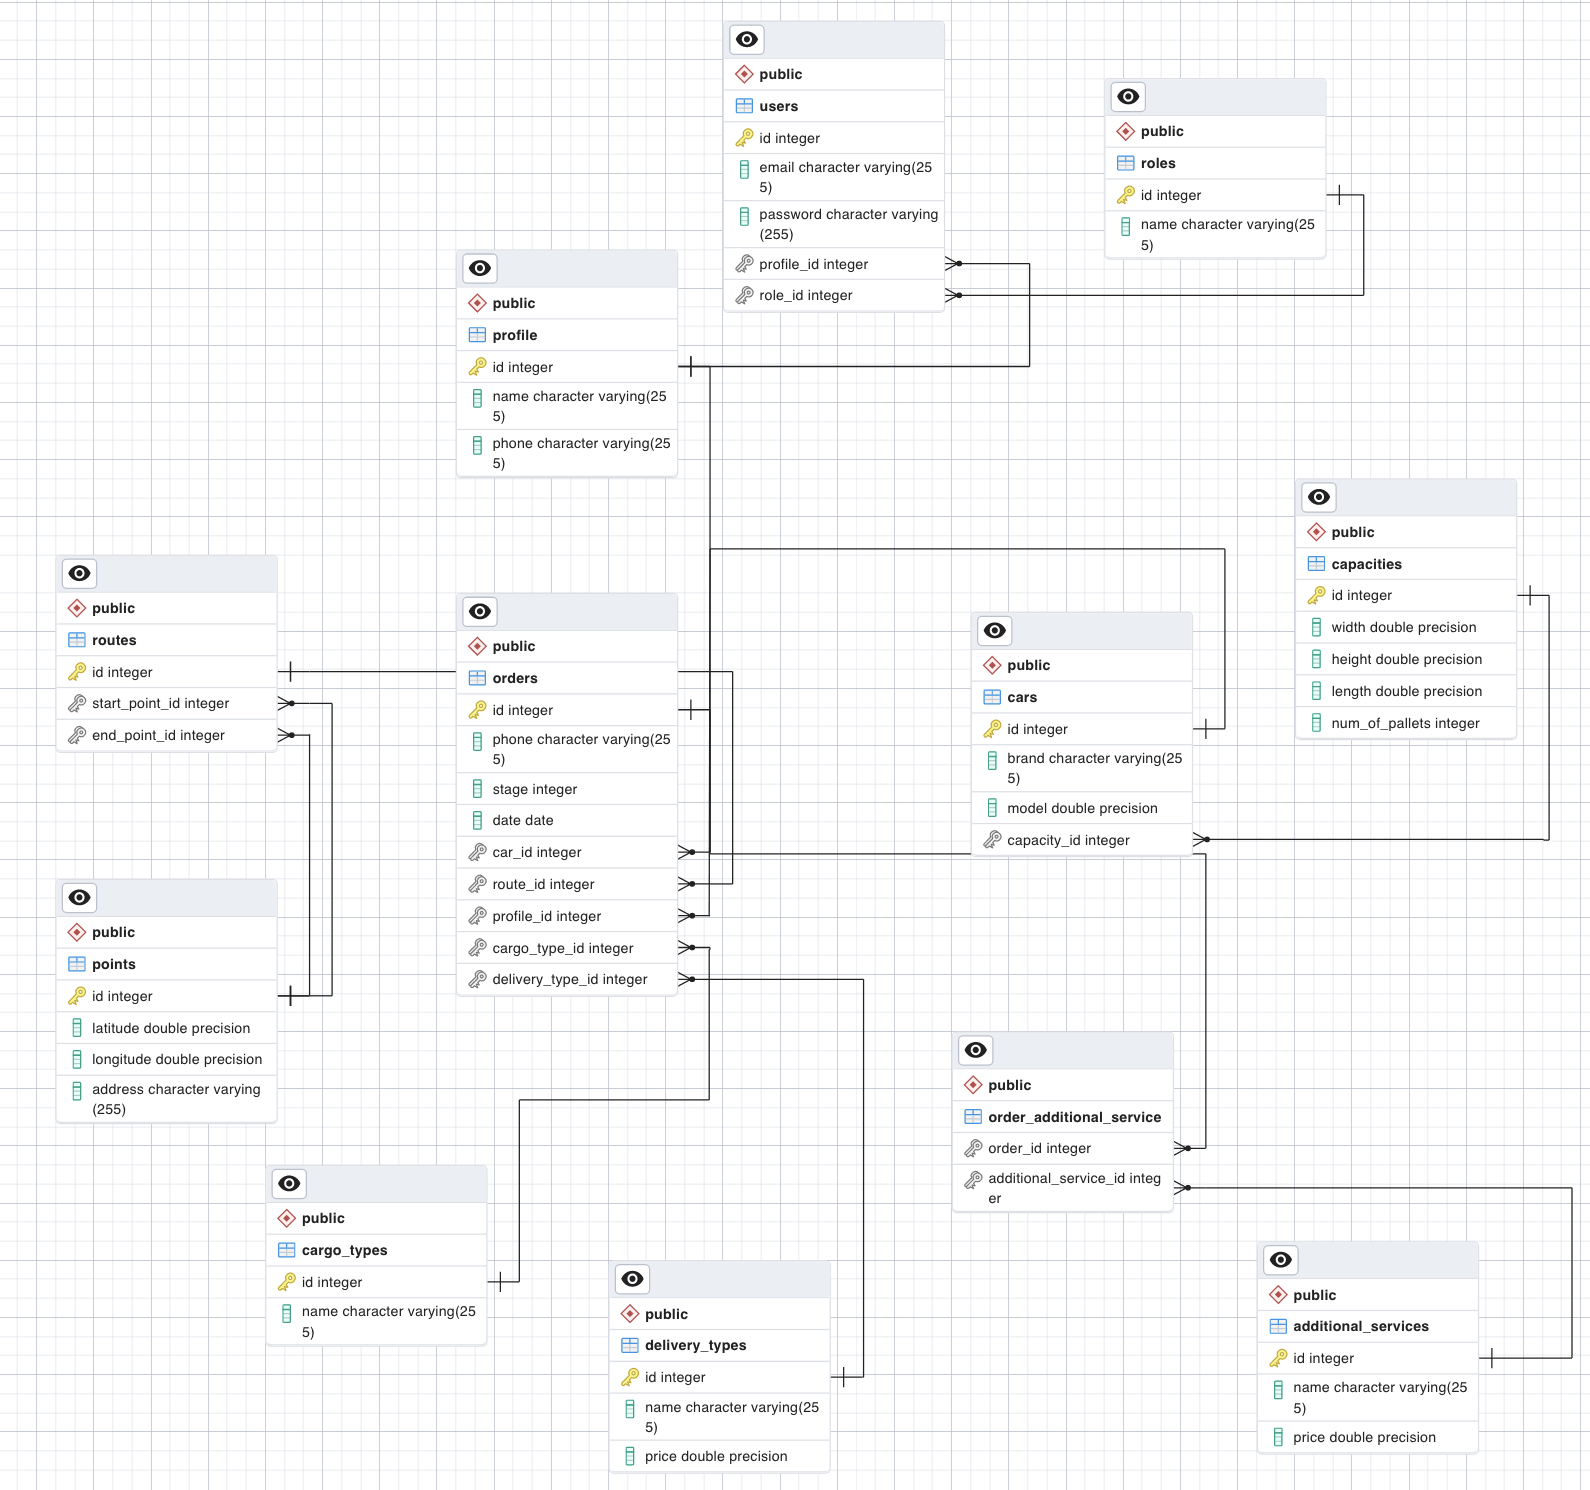 public
users
id integer
email character varying(25
5)
password character varying
(255)
profile_id integer
role_id integer
public
roles
id integer
name character varying(25
5)
public
profile
id integer
name character varying(25
5)
phone character varying(25
5)
public
capacities
id integer
width double precision
height double precision
length double precision
num_of_pallets integer
public
routes
id integer
start_point_id integer
end_point_id integer
public
orders
id integer
phone character varying(25
5)
stage integer
date date
car_id integer
route_id integer
profile_id integer
cargo_type_id integer
delivery_type_id integer
public
cars
id integer
brand character varying(25
5)
model double precision
capacity_id integer
public
points
id integer
latitude double precision
longitude double precision
address character varying
(255)
public
order_additional_service
order_id integer
additional_service_id integ
er
public
cargo_types
id integer
name character varying(25
5)
public
delivery_types
id integer
name character varying(25
5)
price double precision
public
additional_services
id integer
name character varying(25
5)
price double precision